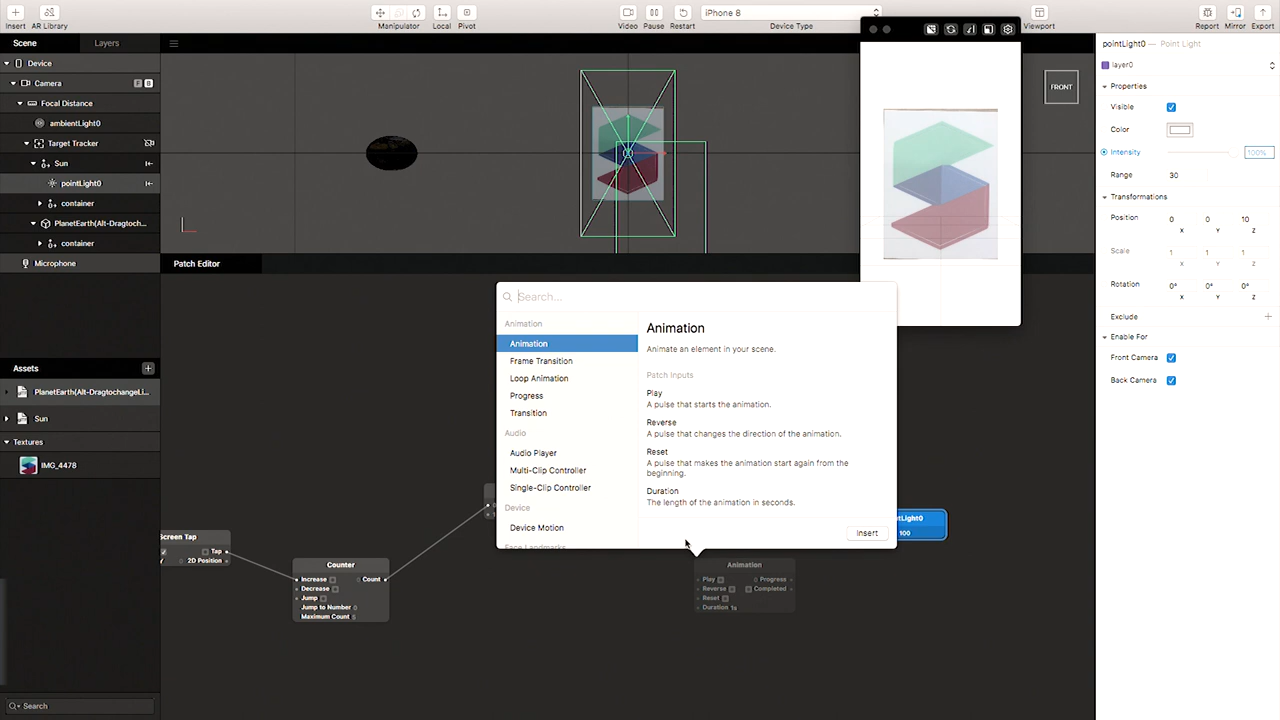 Insert
AR Library
Manipulator
Local
Pivot
Video
Pause
Restart
iPhone 8
Device Type
Viewport
Report
Mirror
Export
Scene
Layers
Device
Camera
F
B
Focal Distance
ambientLight0
Target Tracker
Sun
pointLight0
container
PlanetEarth(Alt-Dragtoch...
container
Microphone
Assets
PlanetEarth(Alt-DragtochangeLi...
Sun
Textures
IMG_4478
Search
FRONT
Patch Editor
Screen Tap
Tap
2D Position
Counter
Increase
Count
Decrease
Jump
Jump to Number 0
Maximum Count 5
Search...
Animation
Animation
Frame Transition
Loop Animation
Progress
Transition
Audio
Audio Player
Multi-Clip Controller
Single-Clip Controller
Device
Device Motion
Face Landmarks
Animation
Animate an element in your scene.
Patch Inputs
Play
A pulse that starts the animation.
Reverse
A pulse that changes the direction of the animation.
Reset
A pulse that makes the animation start again from the
beginning.
Duration
The length of the animation in seconds.
Insert
Animation
Play
0 Progress
Reverse
Completed
Reset
Duration 1s
tLight0
100
pointLight0 — Point Light
layer0
Properties
Visible
Color
Intensity
100%
Range
30
Transformations
Position
0 0 10
X Y Z
Scale
1 1 1
X Y Z
Rotation
0° 0° 0°
X Y Z
Exclude
Enable For
Front Camera
Back Camera